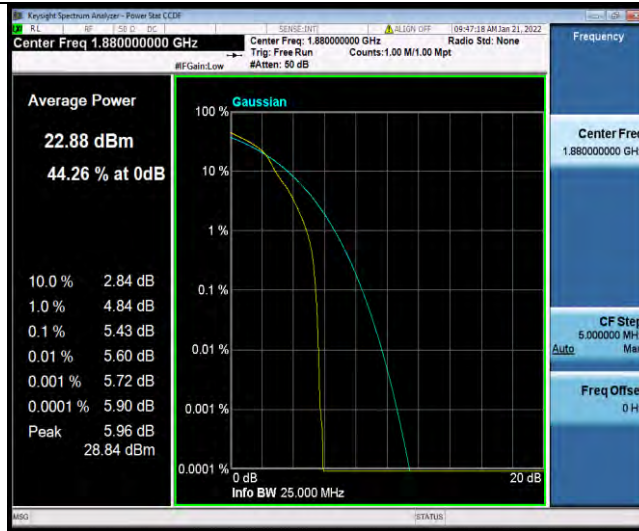 Keysight Spectrum Analyzer - Power Stat CCDF
RL RF 50 Ω DC SENSE:INT ALIGN OFF 09:47:18 AM Jan 21, 2022
Center Freq 1.880000000 GHz
Center Freq: 1.880000000 GHz Radio Std: None
Trig: Free Run Counts:1.00 M/1.00 Mpt
#IFGain:Low #Atten: 50 dB
Frequency
Average Power
22.88 dBm
44.26 % at 0dB
10.0 % 2.84 dB
1.0 % 4.84 dB
0.1 % 5.43 dB
0.01 % 5.60 dB
0.001 % 5.72 dB
0.0001 % 5.90 dB
Peak 5.96 dB
28.84 dBm
Gaussian
100 %
10 %
1 %
0.1 %
0.01 %
0.001 %
0.0001 %
0 dB 20 dB
Info BW 25.000 MHz
Center Fre
1.880000000 GH
CF Step
5.000000 MH
Auto Ma
Freq Offse
0 H
MSG STATUS